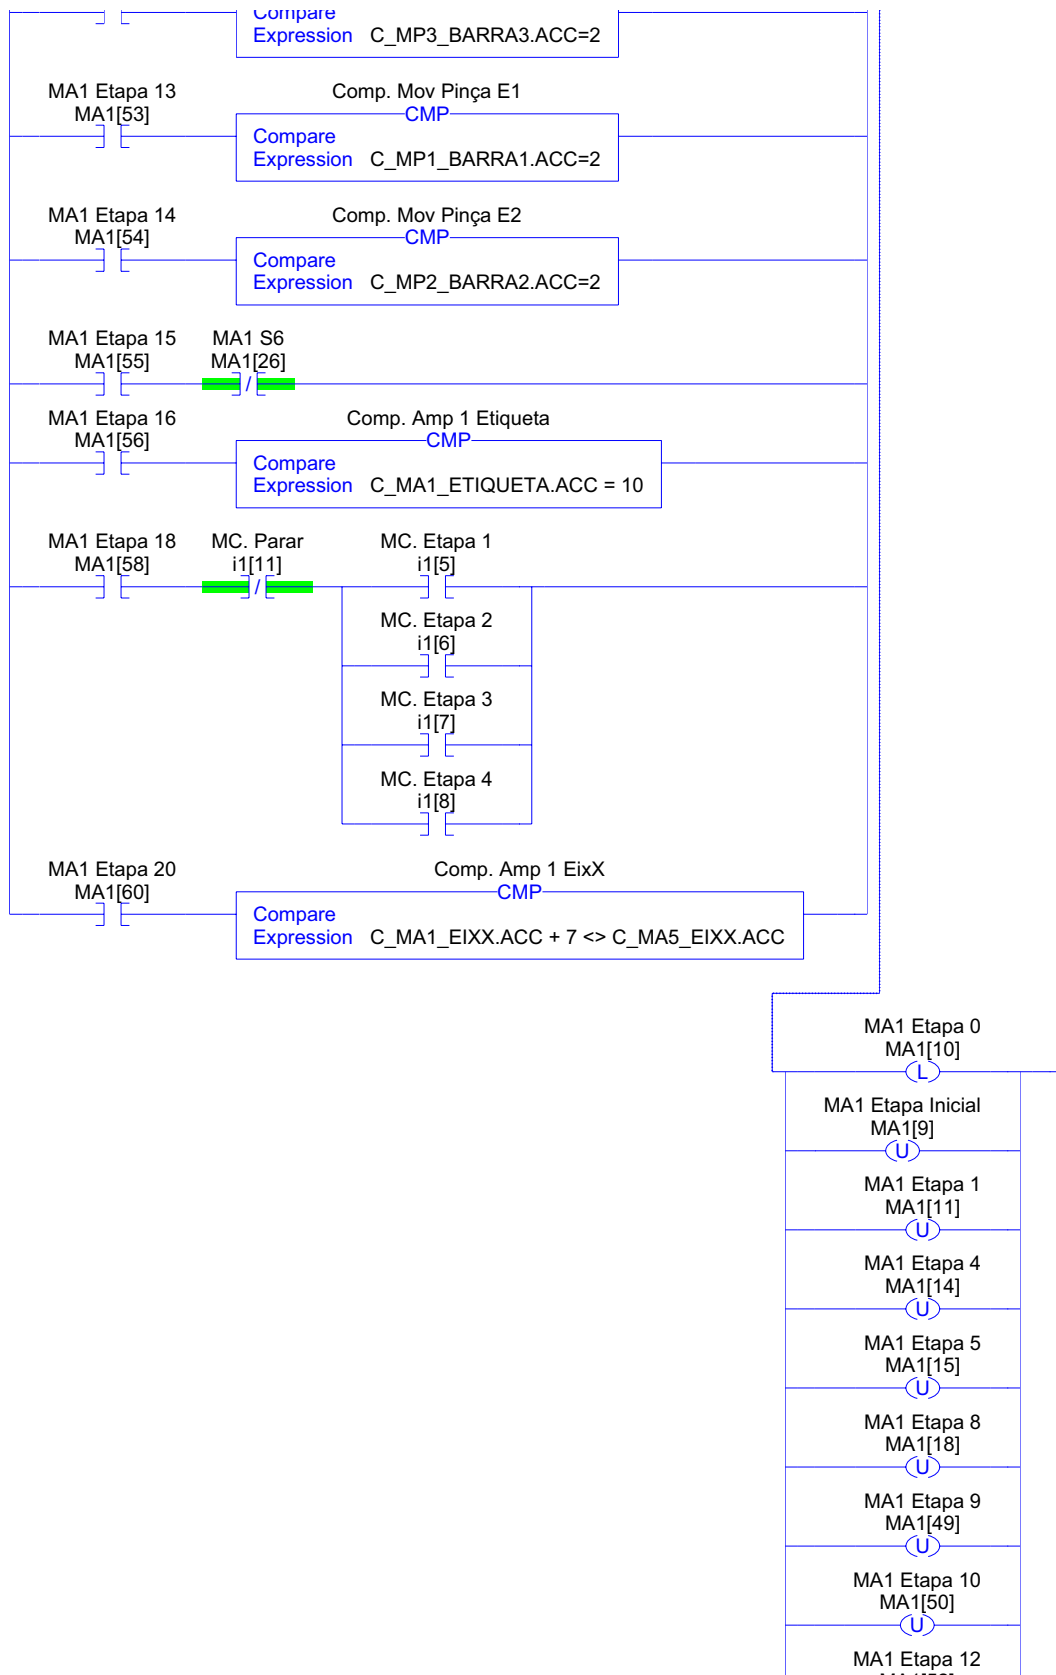 Compare
Expression C_MP3_BARRA3.ACC=2
MA1 Etapa 13
MA1[53]
Comp. Mov Pinça E1
CMP
Compare
Expression C_MP1_BARRA1.ACC=2
MA1 Etapa 14
MA1[54]
Comp. Mov Pinça E2
CMP
Compare
Expression C_MP2_BARRA2.ACC=2
MA1 Etapa 15
MA1[55]
MA1 S6
MA1[26]
/
MA1 Etapa 16
MA1[56]
Comp. Amp 1 Etiqueta
CMP
Compare
Expression C_MA1_ETIQUETA.ACC = 10
MA1 Etapa 18
MA1[58]
MC. Parar
i1[11]
/
MC. Etapa 1
i1[5]
MC. Etapa 2
i1[6]
MC. Etapa 3
i1[7]
MC. Etapa 4
i1[8]
MA1 Etapa 20
MA1[60]
Comp. Amp 1 EixX
CMP
Compare
Expression C_MA1_EIXX.ACC + 7 <> C_MA5_EIXX.ACC
MA1 Etapa 0
MA1[10]
L
MA1 Etapa Inicial
MA1[9]
U
MA1 Etapa 1
MA1[11]
U
MA1 Etapa 4
MA1[14]
U
MA1 Etapa 5
MA1[15]
U
MA1 Etapa 8
MA1[18]
U
MA1 Etapa 9
MA1[49]
U
MA1 Etapa 10
MA1[50]
U
MA1 Etapa 12